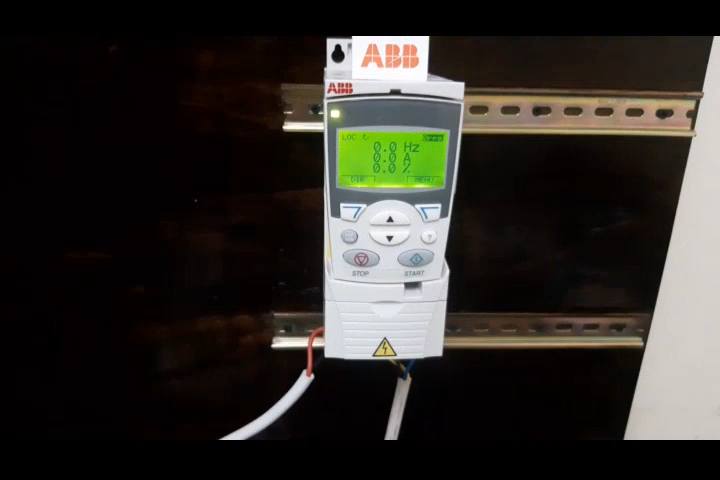 ABB
ABB
LOC
0.0 Hz
0.0 A
0.0 %
DIR MENU
?
STOP START